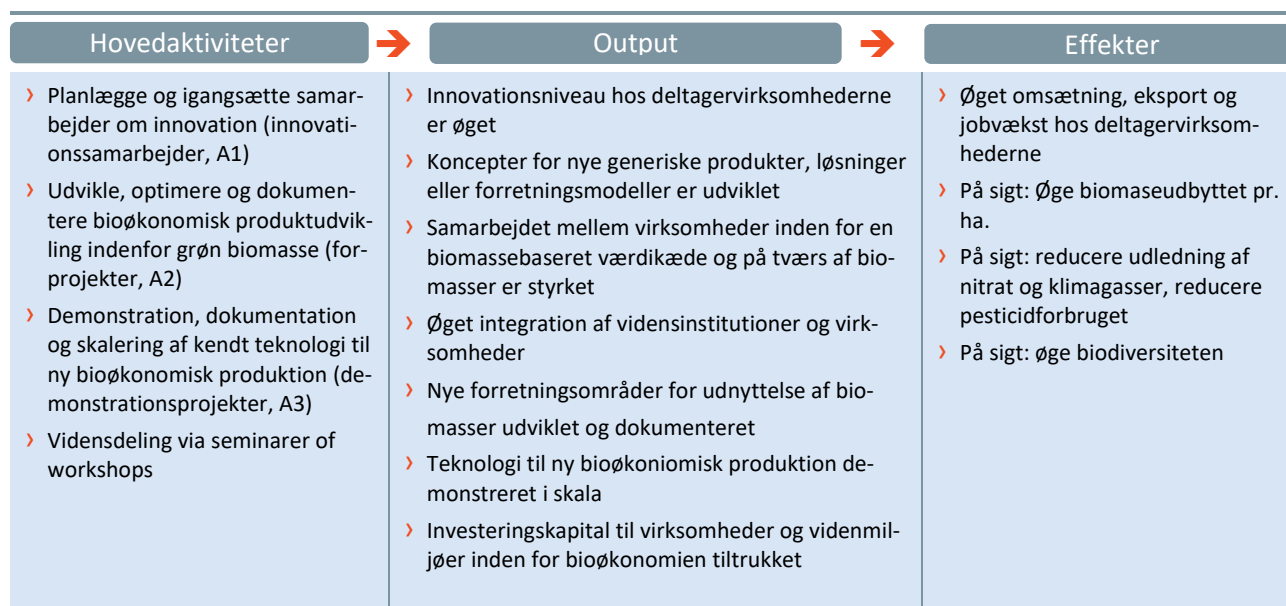 Hovedaktiviteter
Output
Effekter
› Planlægge og igangsætte samar-
bejder om innovation (innovati-
onssamarbejder, A1)
› Udvikle, optimere og dokumen-
tere bioøkonomisk produktudvik-
ling indenfor grøn biomasse (for-
projekter, A2)
› Demonstration, dokumentation
og skalering af kendt teknologi til
ny bioøkonomisk produktion (de-
monstrationsprojekter, A3)
› Vidensdeling via seminarer of
workshops
› Innovationsniveau hos deltagervirksomhederne
er øget
› Koncepter for nye generiske produkter, løsninger
eller forretningsmodeller er udviklet
› Samarbejdet mellem virksomheder inden for en
biomassebaseret værdikæde og på tværs af bio-
masser er styrket
› Øget integration af vidensinstitutioner og virk-
somheder
› Nye forretningsområder for udnyttelse af bio-
masser udviklet og dokumenteret
› Teknologi til ny bioøkoniomisk produktion de-
monstreret i skala
› Investeringskapital til virksomheder og videnmil-
jøer inden for bioøkonomien tiltrukket
› Øget omsætning, eksport og
jobvækst hos deltagervirksom-
hederne
› På sigt: Øge biomaseudbyttet pr.
ha.
› På sigt: reducere udledning af
nitrat og klimagasser, reducere
pesticidforbruget
› På sigt: øge biodiversiteten